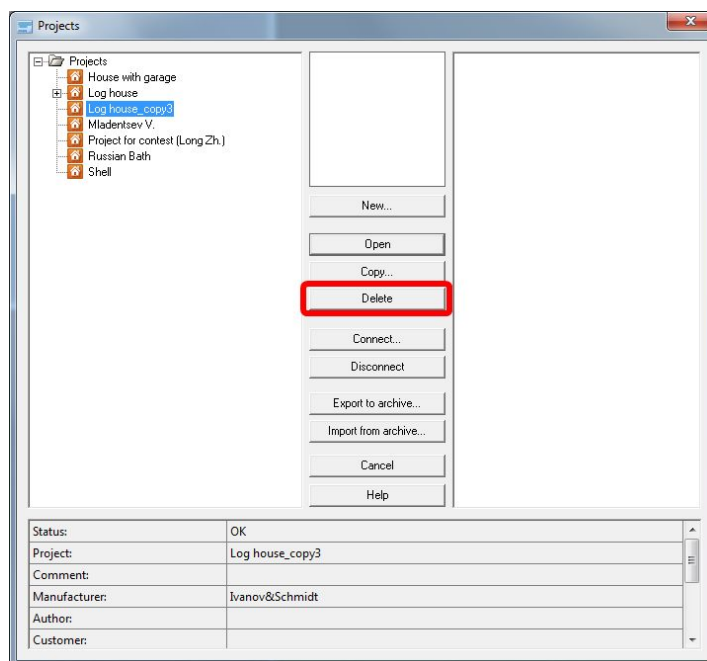 Projects
Projects
House with garage
Log house
Log house_copy3
Mladentsev V.
Project for contest (Long Zh.)
Russian Bath
Shell
New...
Open
Copy...
Delete
Connect...
Disconnect
Export to archive...
Import from archive...
Cancel
Help
Status: OK
Project: Log house_copy3
Comment:
Manufacturer: Ivanov&Schmidt
Author:
Customer: